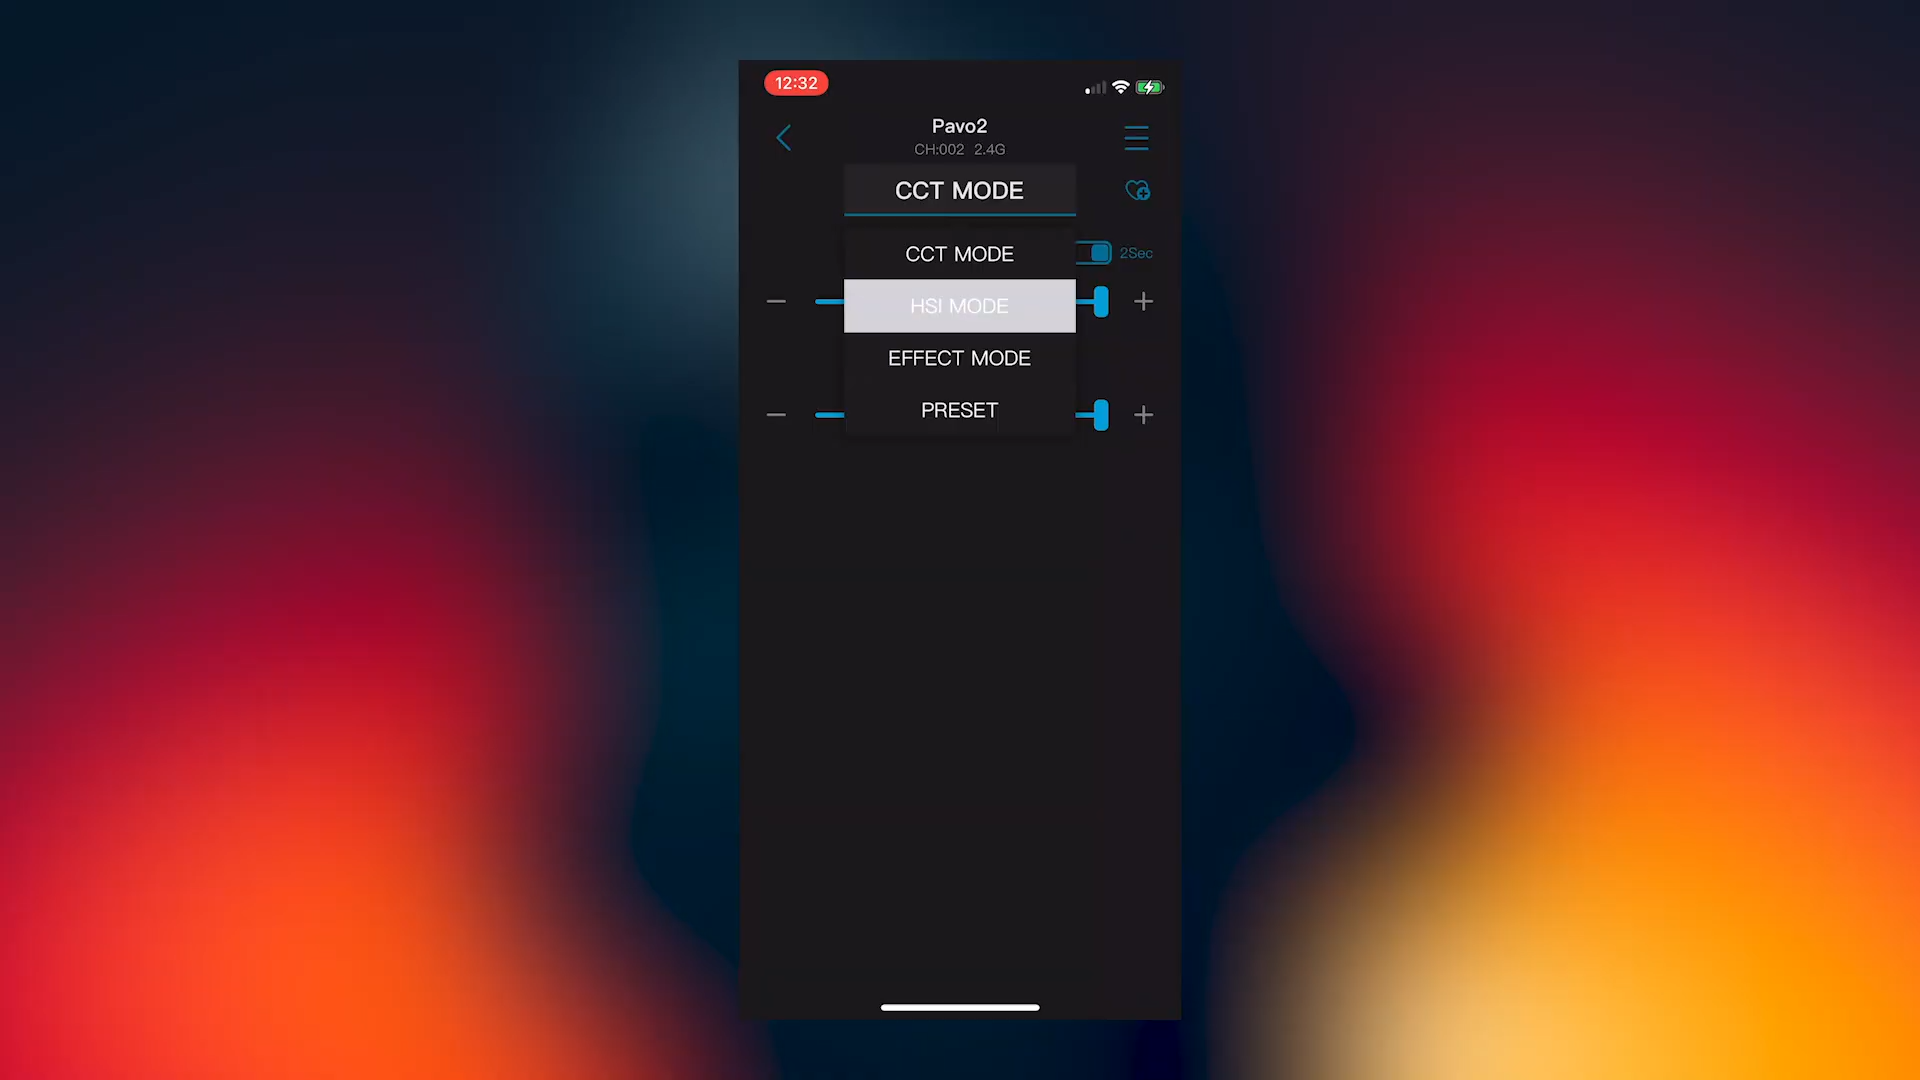 12:32
Pavo2
CH:002 2.4G
CCT MODE
CCT MODE
2Sec
HSI MODE
EFFECT MODE
PRESET